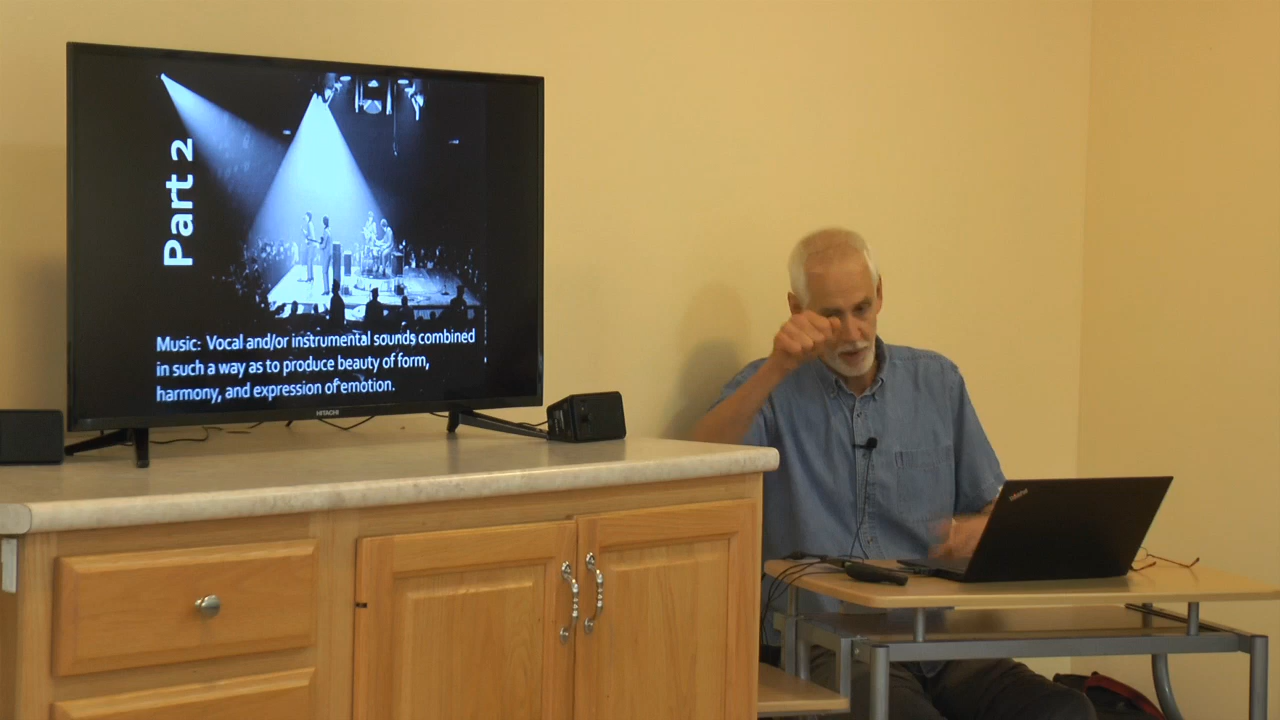 Part 2
Music: Vocal and/or instrumental sounds combined
in such a way as to produce beauty of form,
harmony, and expression of emotion.
HITACHI
ThinkPad